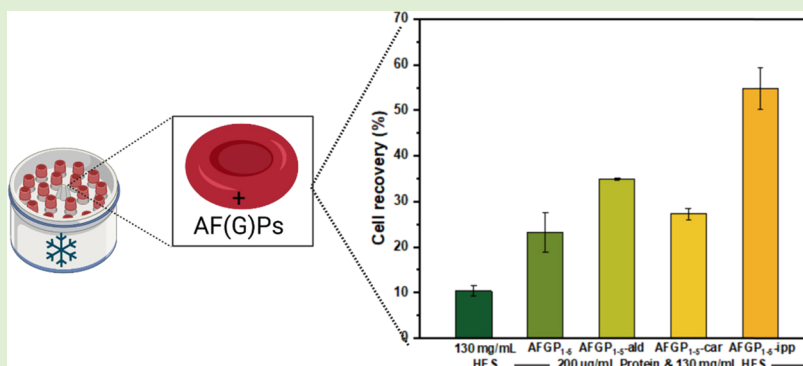 +
AF(G)Ps
Cell recovery (%)
70
60
50
40
30
20
10
0
130 mg/mL AFGP₁₋₅ AFGP₁₋₅-ald AFGP₁₋₅-car AFGP₁₋₅-ipp
HES 200 ug/mL Protein & 130 mg/mL HES